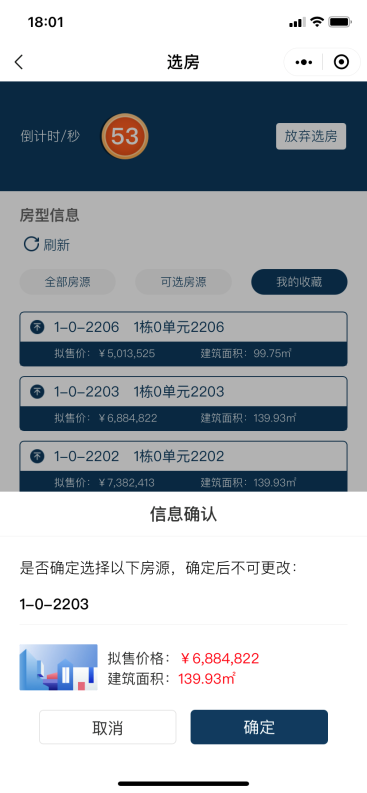 18:01
选房
倒计时/秒
53
放弃选房
房型信息
刷新
全部房源
可选房源
我的收藏
1-0-2206 1栋0单元2206
拟售价：￥5,013,525 建筑面积：99.75㎡
1-0-2203 1栋0单元2203
拟售价：￥6,884,822 建筑面积：139.93㎡
1-0-2202 1栋0单元2202
拟售价：￥7,382,413 建筑面积：139.93㎡
信息确认
是否确定选择以下房源，确定后不可更改：
1-0-2203
拟售价格：￥6,884,822
建筑面积：139.93㎡
取消
确定